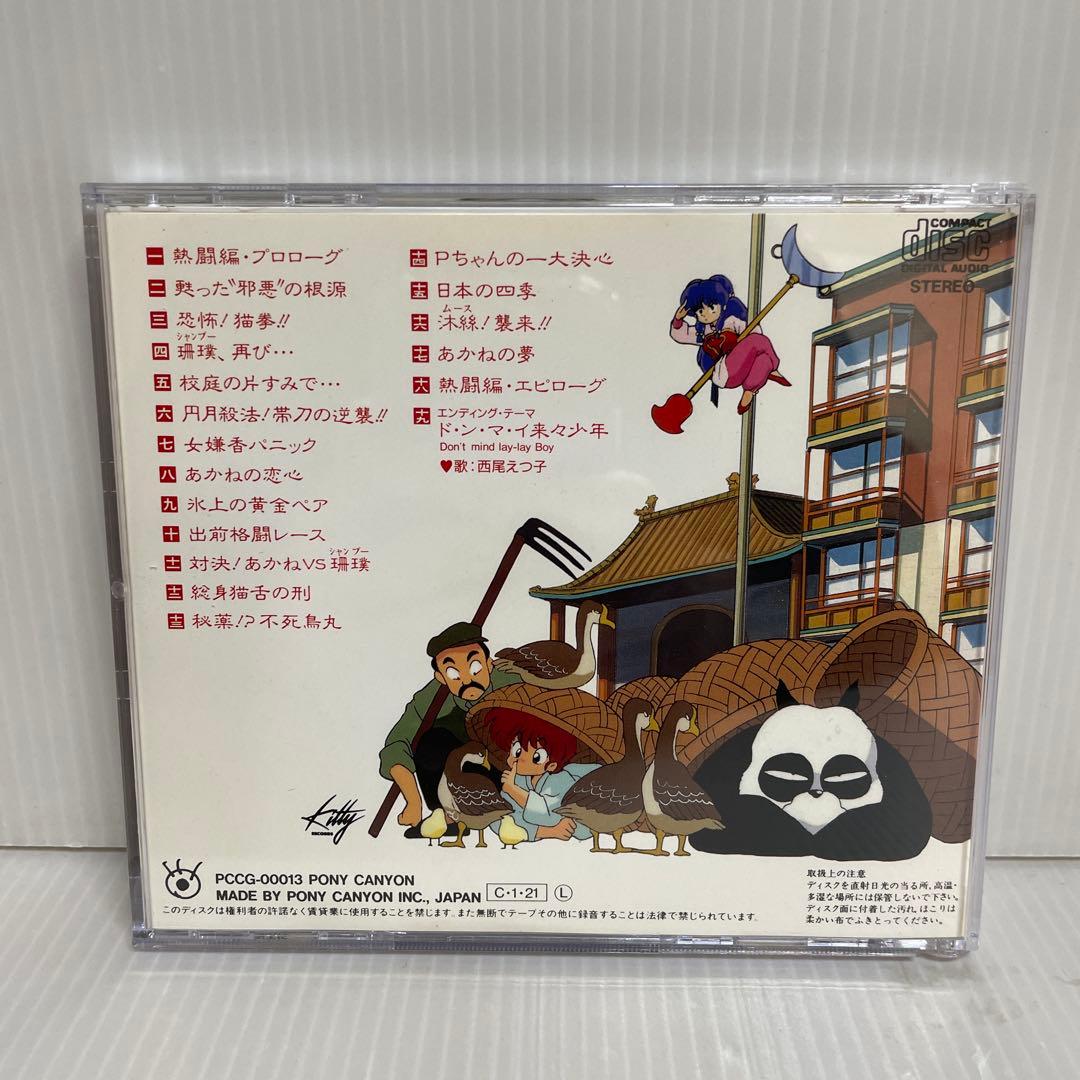 一 熱闘編・プロローグ
二 甦った"邪悪"の根源
三 恐怖!猫拳!!
シャンプー
四 珊璞、再び…
五 校庭の片すみで…
六 円月殺法!帯刀の逆襲!!
七 女嫌香パニック
八 あかねの恋心
九 氷上の黄金ペア
十 出前格闘レース
シャンプー
十一 対決!あかねVS珊璞
十二 総身猫舌の刑
十三 秘薬!?不死鳥丸
十四 Pちゃんの一大決心
十五 日本の四季
ムース
十六 沐絲!襲来!!
十七 あかねの夢
十八 熱闘編・エピローグ
十九 エンディング・テーマ
ド・ン・マ・イ来々少年
Don't mind lay-lay Boy
♥歌:西尾えつ子
COMPACT
disc
DIGITAL AUDIO
STEREO
Kitty
RECORDS
PCCG-00013 PONY CANYON
MADE BY PONY CANYON INC., JAPAN C・1・21 L
このディスクは権利者の許諾なく賃貸業に使用することを禁じます。また無断でテープその他に録音することは法律で禁じられています。
取扱上の注意
ディスクを直射日光の当る所、高温・
多湿な場所には保管しないで下さい。
ディスク面に付着した汚れ、ほこりは
柔かい布でふきとってください。